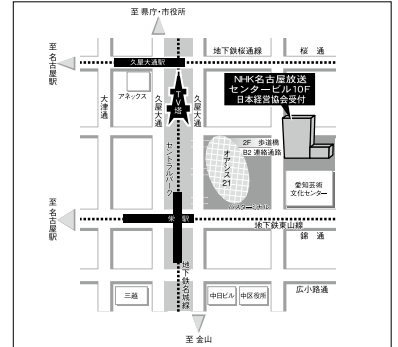 至 県庁・市役所
至 名古屋駅
地下鉄桜通線
桜 通
久屋大通駅
大津通
アネックス
久屋大通
TV塔
久屋大通
NHK名古屋放送
センタービル10F
日本経営協会受付
セントラルパーク
オアシス21
2F 歩道橋
B2 連絡通路
愛知芸術
文化センター
バスターミナル
至 名古屋駅
栄 駅
地下鉄東山線
錦 通
地下鉄名城線
三越
中日ビル
中区役所
広小路通
至 金山